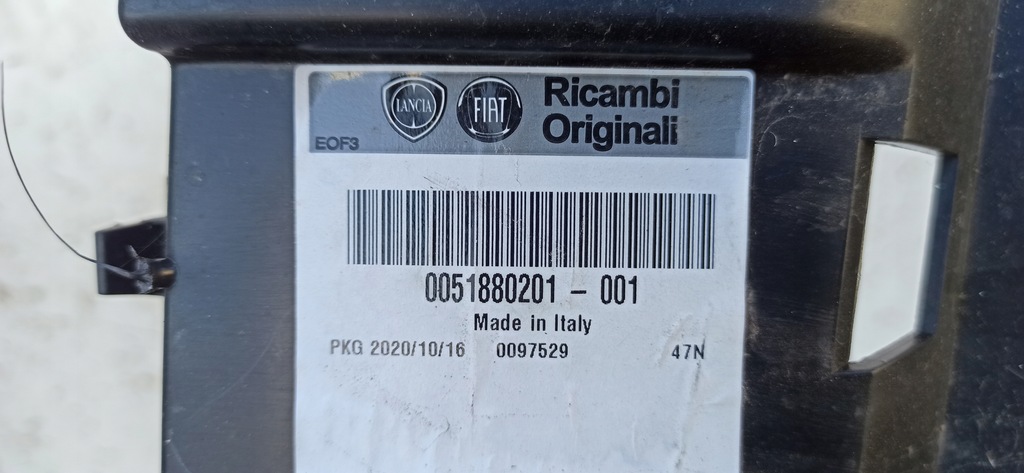 LANCIA FIAT Ricambi
Originali
EOF3
0051880201 - 001
Made in Italy
PKG 2020/10/16 0097529 47N